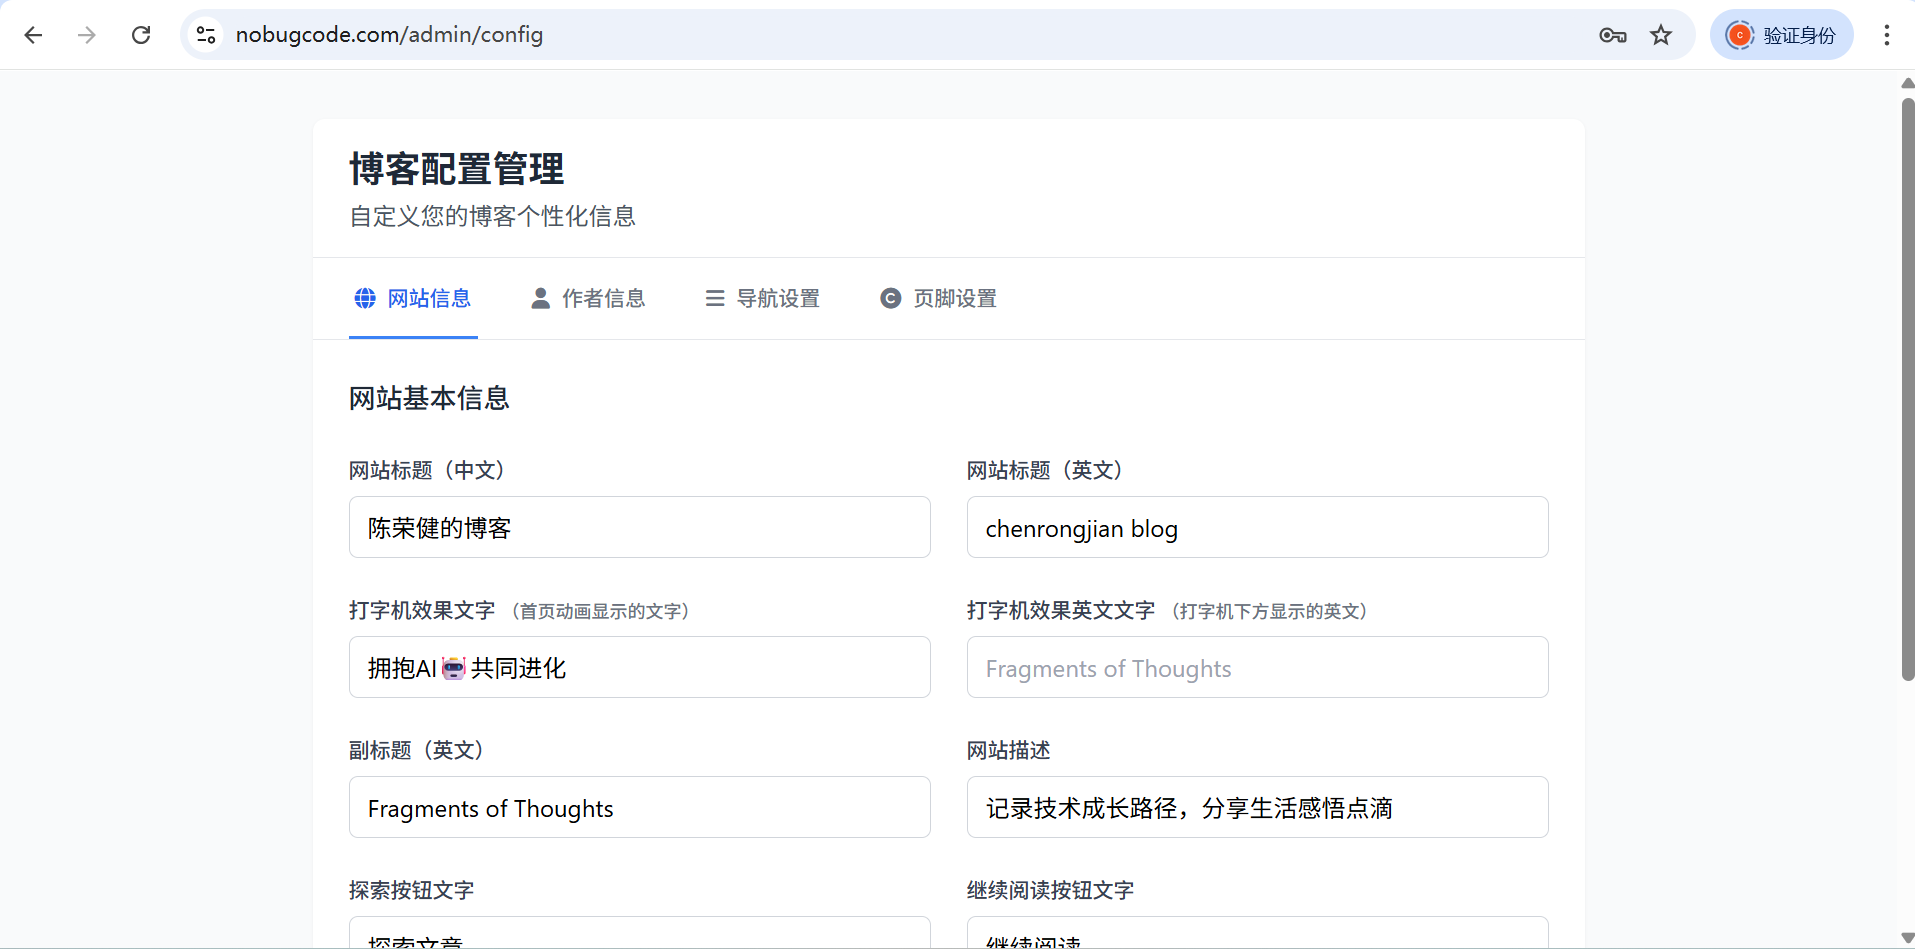 nobugcode.com/admin/config
C 验证身份
博客配置管理
自定义您的博客个性化信息
网站信息 作者信息 导航设置 C 页脚设置
网站基本信息
网站标题（中文） 网站标题（英文）
陈荣健的博客 chenrongjian blog
打字机效果文字 （首页动画显示的文字） 打字机效果英文文字 （打字机下方显示的英文）
拥抱AI🤖共同进化 Fragments of Thoughts
副标题（英文） 网站描述
Fragments of Thoughts 记录技术成长路径，分享生活感悟点滴
探索按钮文字 继续阅读按钮文字
探索文章 继续阅读